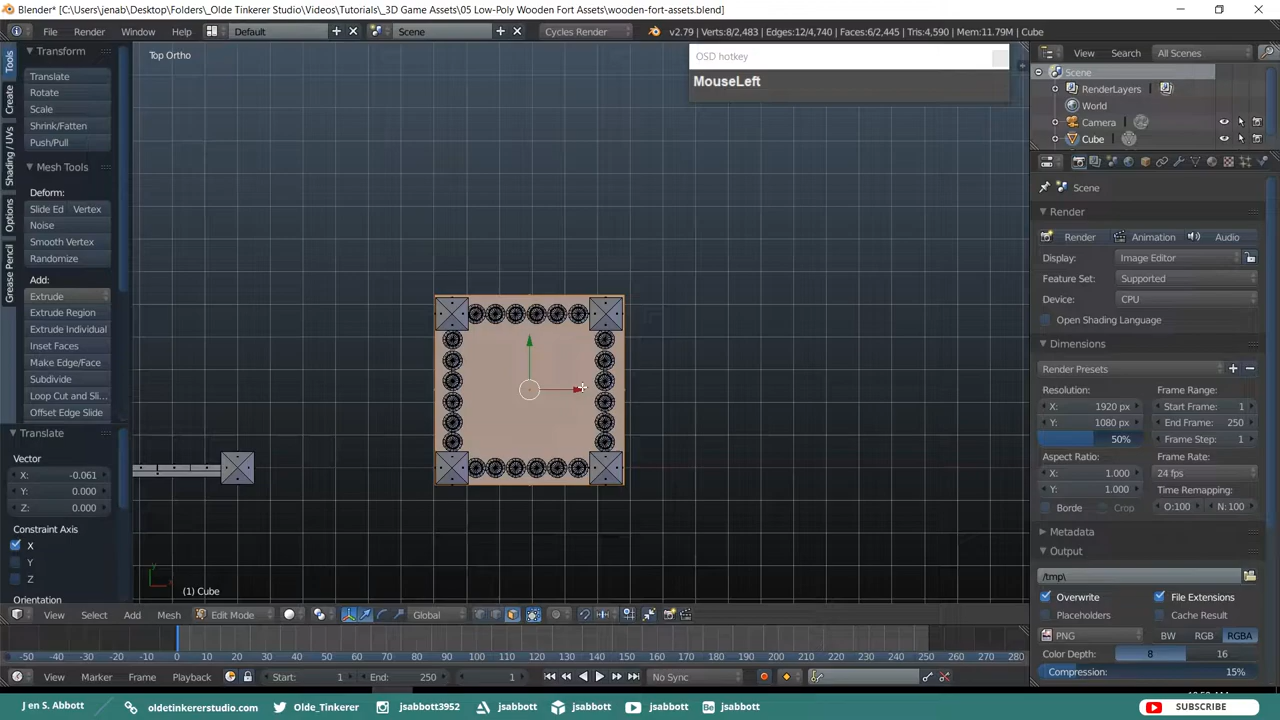 Blender* [C:\Users\jenab\Desktop\Folders\_Olde Tinkerer Studio\Videos\Tutorials\_3D Game Assets\05 Low-Poly Wooden Fort Assets\wooden-fort-assets.blend]
File Render Window Help Default Scene Cycles Render v2.79 | Verts:8/2,483 | Edges:12/4,740 | Faces:6/2,445 | Tris:4,590 | Mem:11.79M | Cube
Tools
Create
Shading / UVs
Options
Grease Pencil
Transform
Translate
Rotate
Scale
Shrink/Fatten
Push/Pull
Mesh Tools
Deform:
Slide Ed Vertex
Noise
Smooth Vertex
Randomize
Add:
Extrude
Extrude Region
Extrude Individual
Inset Faces
Make Edge/Face
Subdivide
Loop Cut and Sli
Offset Edge Slide
Translate
Vector
X: -0.061
Y: 0.000
Z: 0.000
Constraint Axis
X
Y
Z
Orientation
Top Ortho
OSD hotkey
MouseLeft
(1) Cube
View Search All Scenes
Scene
RenderLayers
World
Camera
Cube
Scene
Render
Render Animation Audio
Display: Image Editor
Feature Set: Supported
Device: CPU
Open Shading Language
Dimensions
Render Presets
Resolution: Frame Range:
X: 1920 px Start Frame: 1
Y: 1080 px End Frame: 250
50% Frame Step: 1
Aspect Ratio: Frame Rate:
X: 1.000 24 fps
Y: 1.000 Time Remapping:
Borde Crop O:100 N:100
Metadata
Output
/tmp\
Overwrite File Extensions
Placeholders Cache Result
PNG BW RGB RGBA
Color Depth: 8 16
Compression: 15%
View Select Add Mesh Edit Mode Global
-50 -40 -30 -20 -10 0 10 20 30 40 50 60 70 80 90 100 110 120 130 140 150 160 170 180 190 200 210 220 230 240 250 260 270 280
View Marker Frame Playback Start: 1 End: 250 1 No Sync
J en S. Abbott oldetinkererstudio.com Olde_Tinkerer jsabbott3952 jsabbott jsabbott jsabbott jsabbott SUBSCRIBE